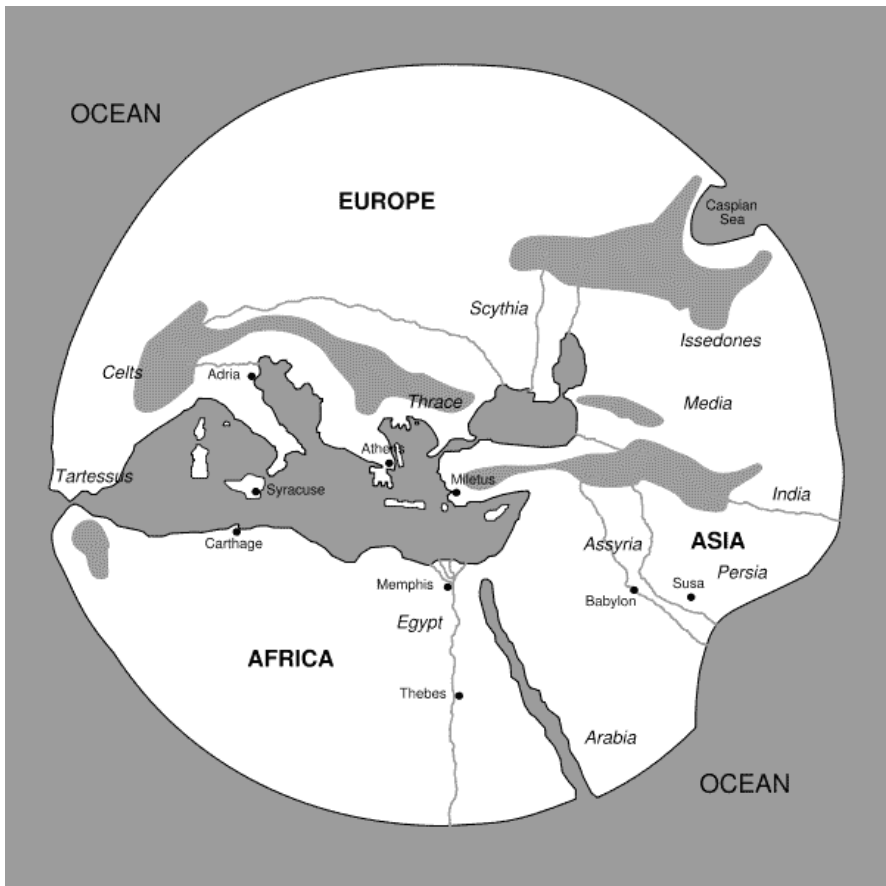 OCEAN
EUROPE
Caspian
Sea
Scythia
Issedones
Celts
Adria
Thrace
Media
Athens
Tartessus
Syracuse
Miletus
India
Carthage
Assyria
ASIA
Persia
Memphis
Susa
Babylon
Egypt
AFRICA
Thebes
Arabia
OCEAN